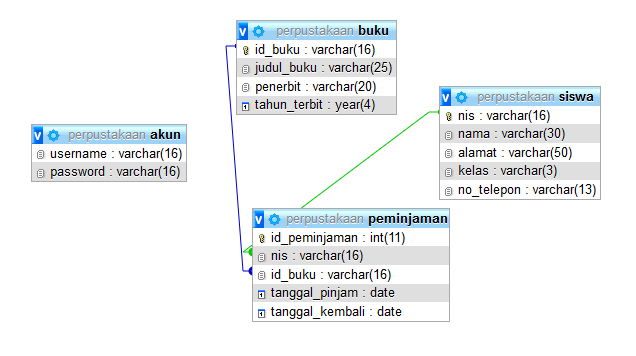 perpustakaan buku
id_buku : varchar(16)
judul_buku : varchar(25)
penerbit : varchar(20)
tahun_terbit : year(4)
perpustakaan siswa
nis : varchar(16)
nama : varchar(30)
alamat : varchar(50)
kelas : varchar(3)
no_telepon : varchar(13)
perpustakaan akun
username : varchar(16)
password : varchar(16)
perpustakaan peminjaman
id_peminjaman : int(11)
nis : varchar(16)
id_buku : varchar(16)
tanggal_pinjam : date
tanggal_kembali : date